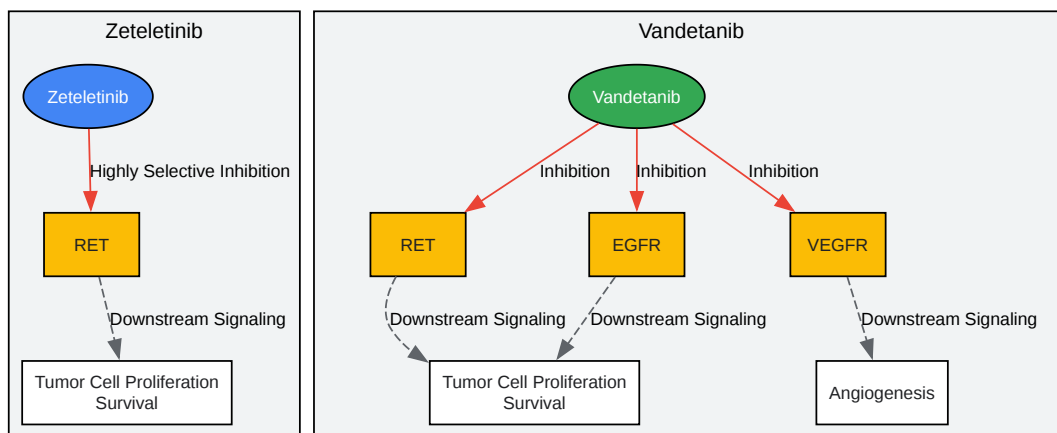 Zeteletinib
Zeteletinib
Highly Selective Inhibition
RET
Downstream Signaling
Tumor Cell Proliferation
Survival
Vandetanib
Vandetanib
Inhibition
Inhibition
Inhibition
RET
EGFR
VEGFR
Downstream Signaling
Downstream Signaling
Downstream Signaling
Tumor Cell Proliferation
Survival
Angiogenesis